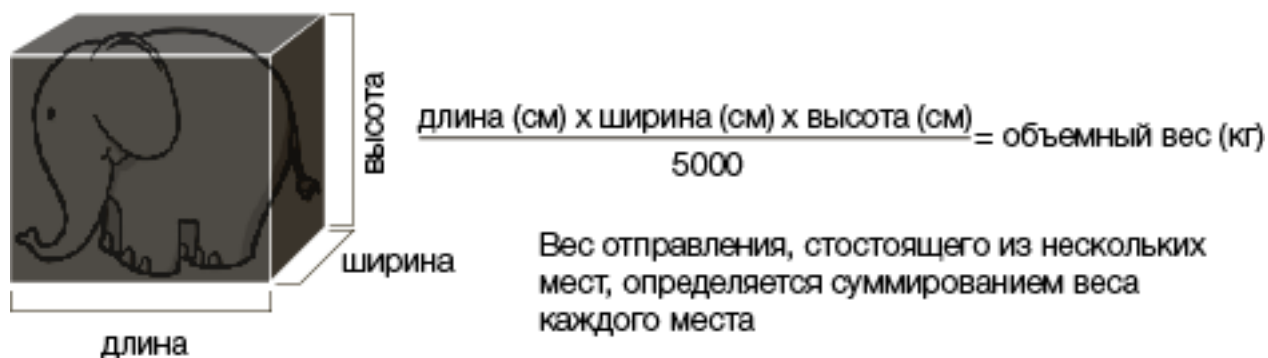 высота
ширина
длина
длина (см) x ширина (см) x высота (см)
5000
= объемный вес (кг)
Вес отправления, стостоящего из нескольких
мест, определяется суммированием веса
каждого места